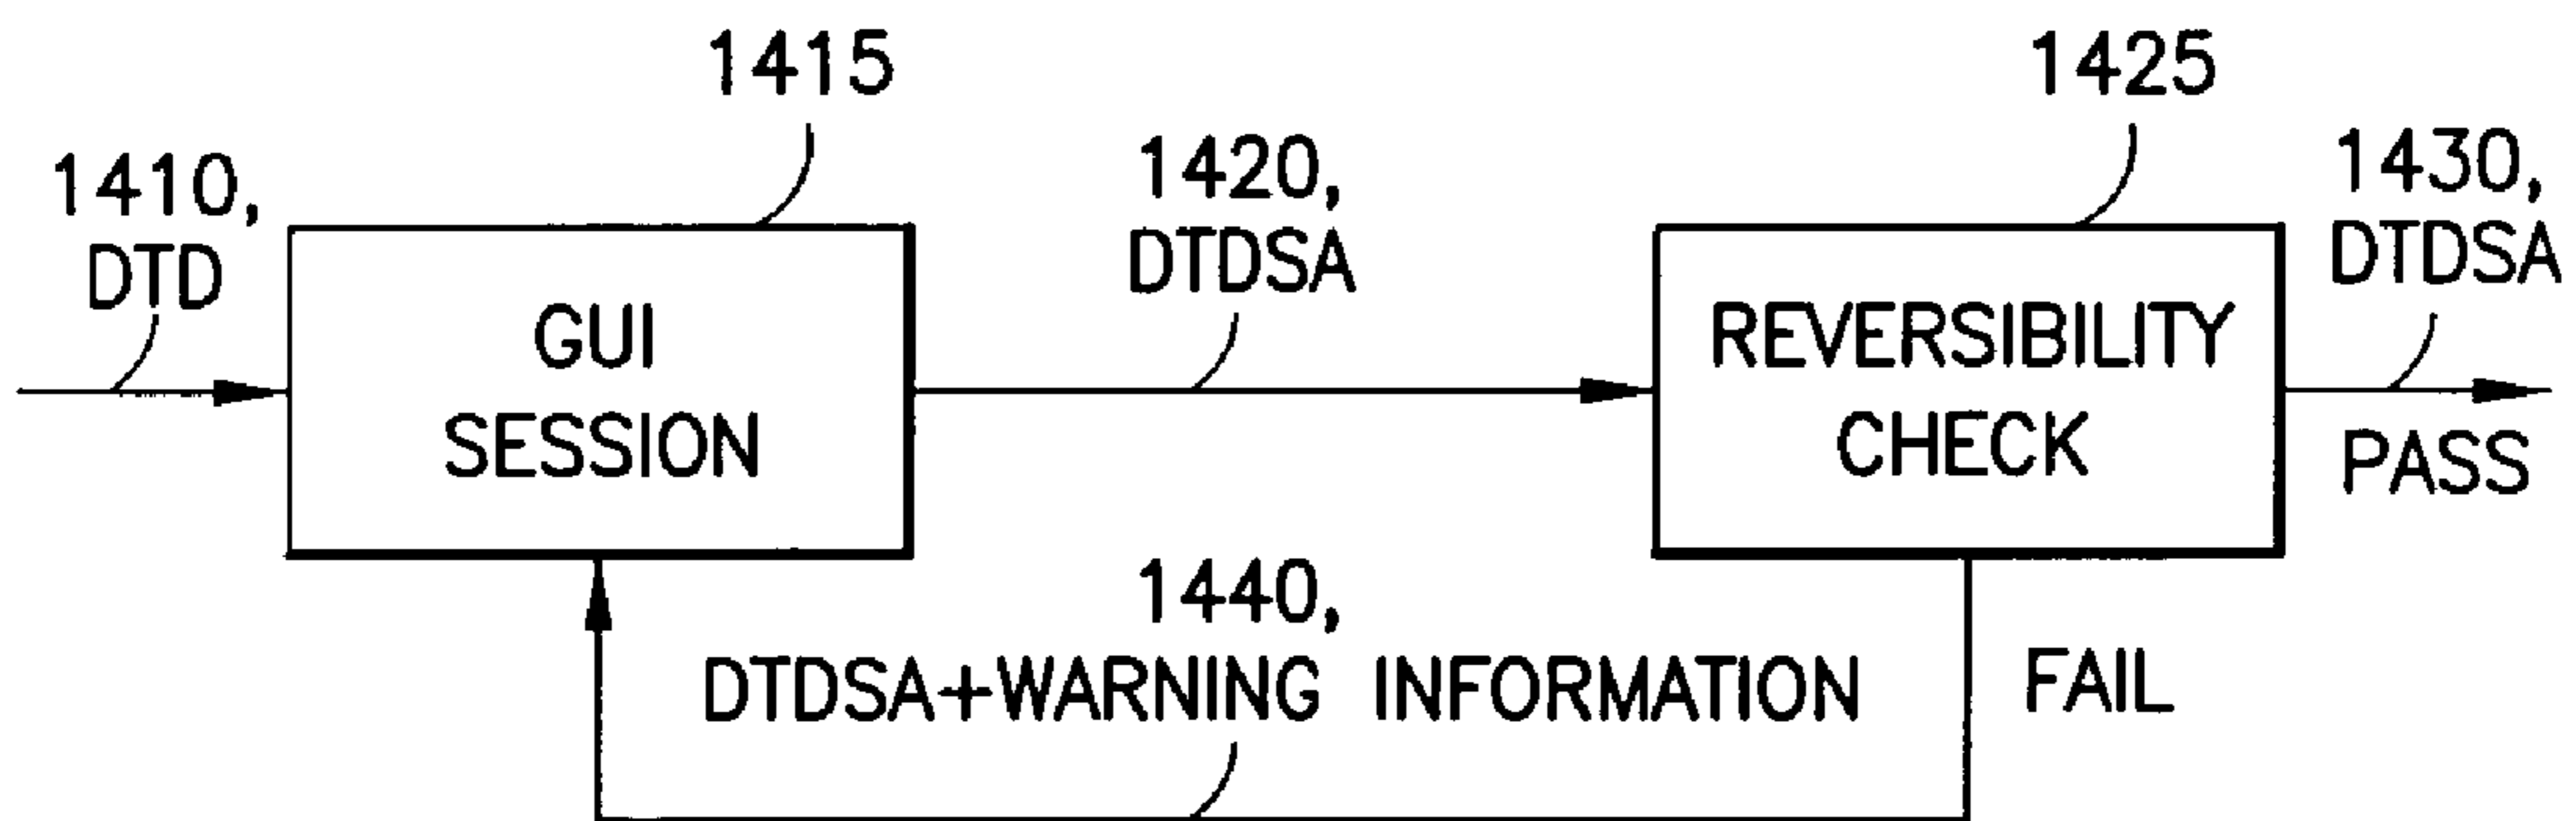 1415
1425
1410,
DTD
1420,
DTDSA
1430,
DTDSA
GUI
SESSION
REVERSIBILITY
CHECK
PASS
1440,
DTDSA+WARNING INFORMATION
FAIL